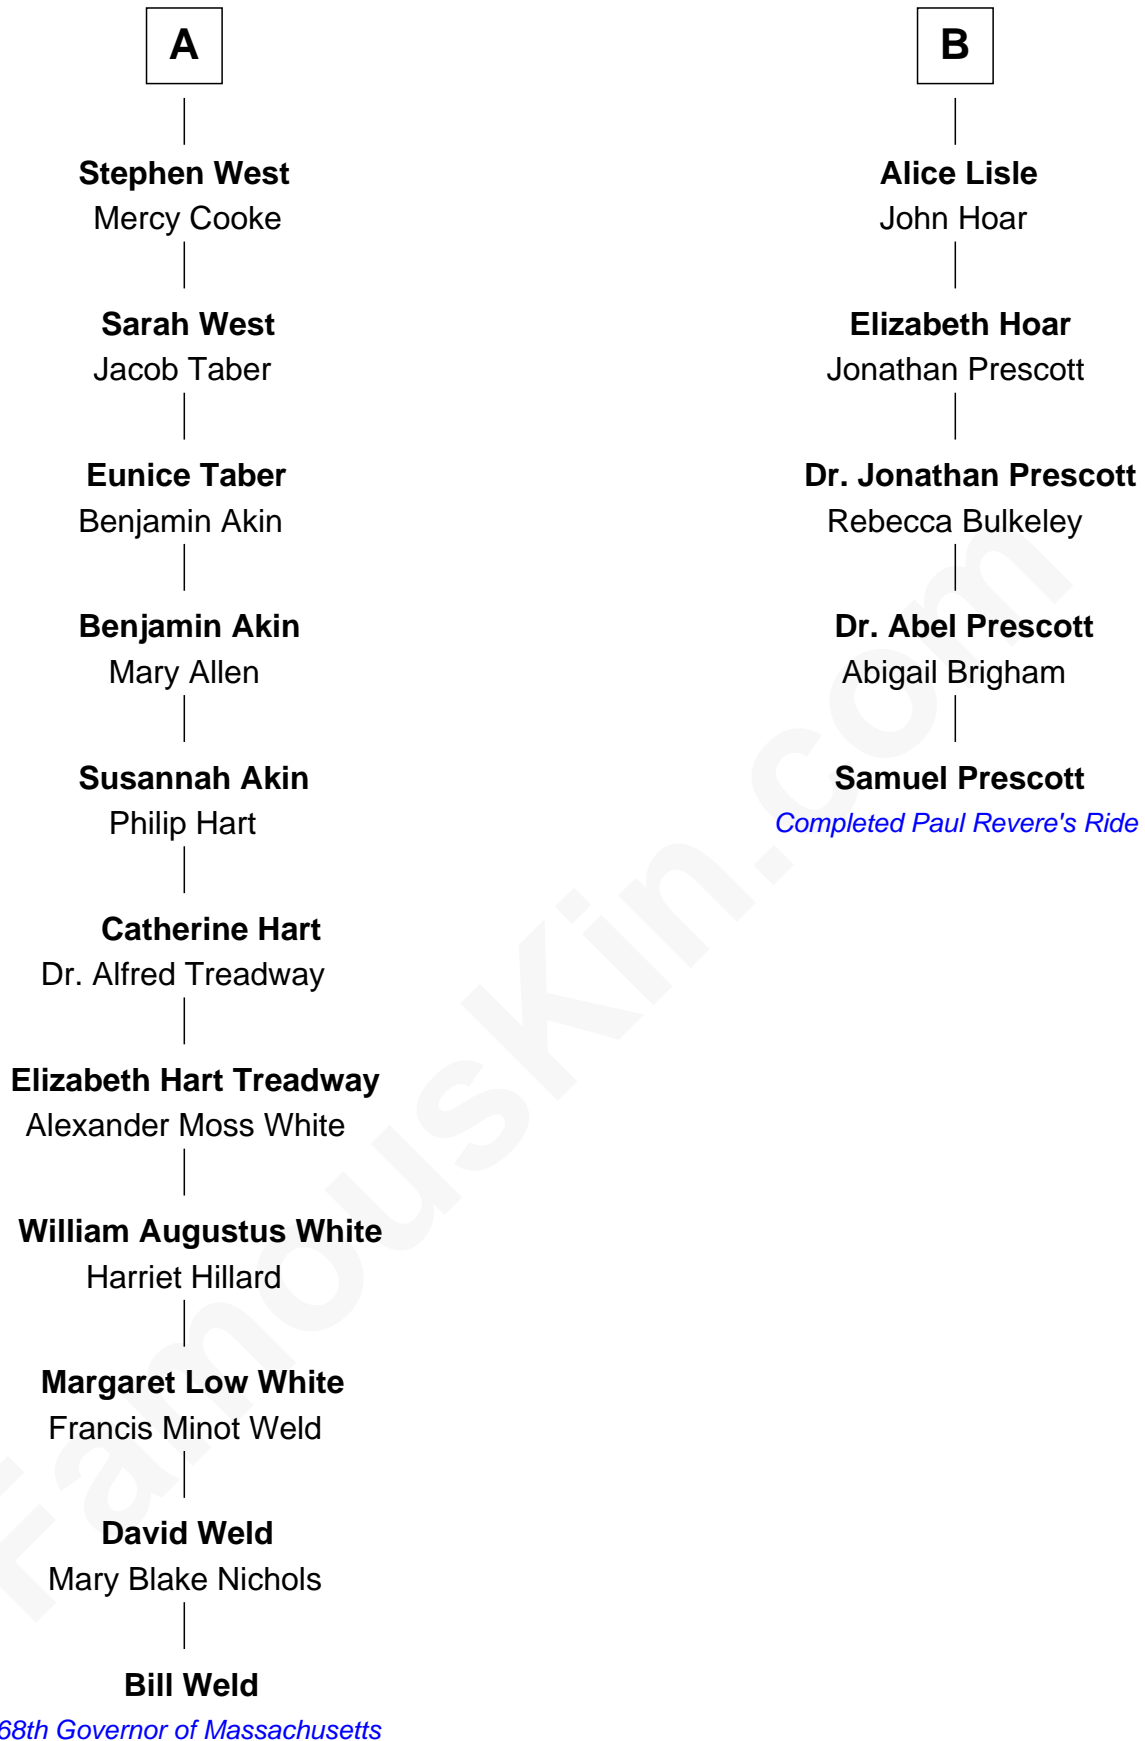 A
Stephen West
Mercy Cooke
Sarah West
Jacob Taber
Eunice Taber
Benjamin Akin
Benjamin Akin
Mary Allen
Susannah Akin
Philip Hart
Catherine Hart
Dr. Alfred Treadway
Elizabeth Hart Treadway
Alexander Moss White
William Augustus White
Harriet Hillard
Margaret Low White
Francis Minot Weld
David Weld
Mary Blake Nichols
Bill Weld
68th Governor of Massachusetts
B
Alice Lisle
John Hoar
Elizabeth Hoar
Jonathan Prescott
Dr. Jonathan Prescott
Rebecca Bulkeley
Dr. Abel Prescott
Abigail Brigham
Samuel Prescott
Completed Paul Revere's Ride
FamousKin.com